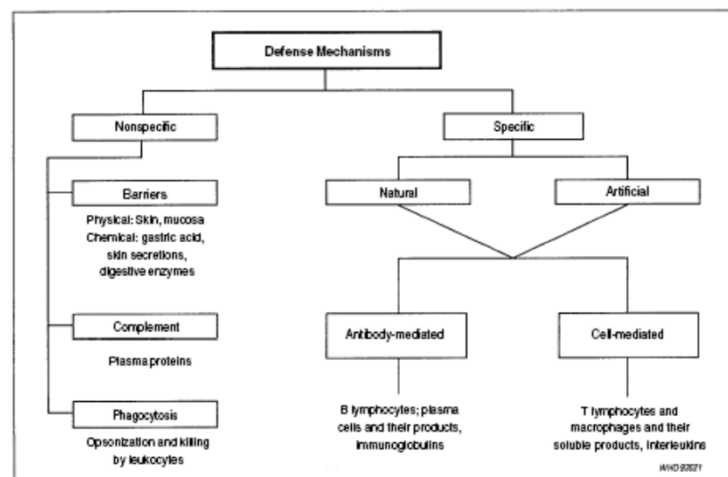 Defense Mechanisms
Nonspecific
Specific
Barriers
Natural
Artificial
Physical: Skin, mucosa
Chemical: gastric acid,
skin secretions,
digestive enzymes
Complement
Antibody-mediated
Cell-mediated
Plasma proteins
Phagocytosis
B lymphocytes; plasma
cells and their products,
immunoglobulins
T lymphocytes and
macrophages and their
soluble products, interleukins
Opsonization and killing
by leukocytes
WHO 92021